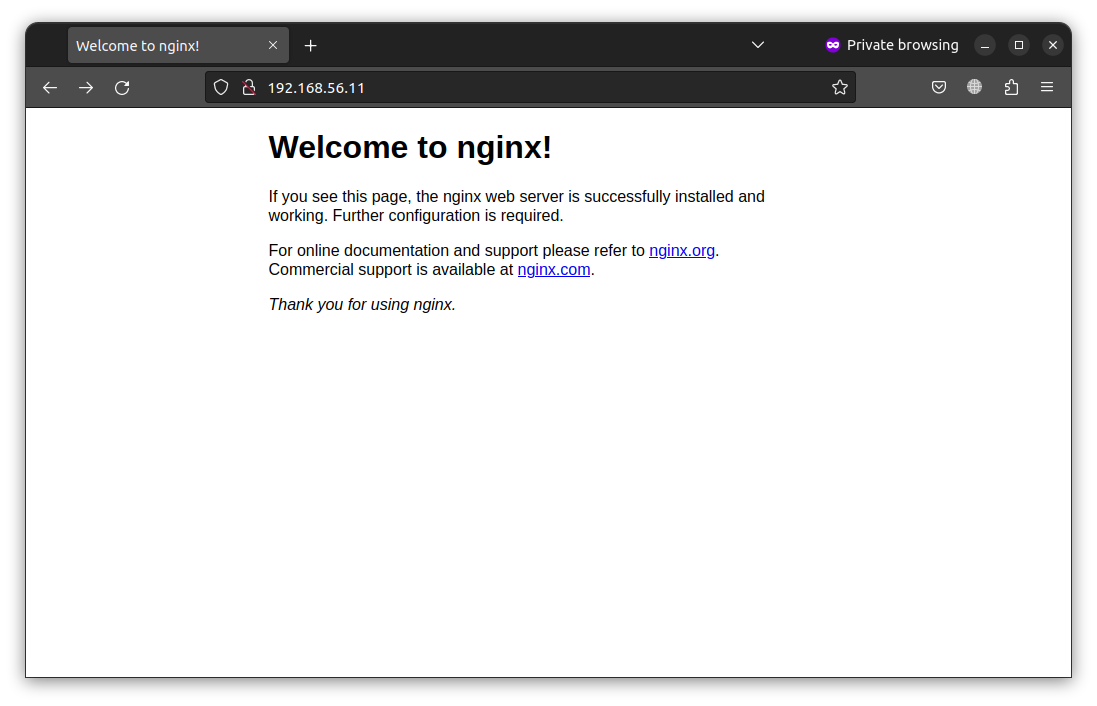 Welcome to nginx!
Private browsing
192.168.56.11
Welcome to nginx!
If you see this page, the nginx web server is successfully installed and
working. Further configuration is required.
For online documentation and support please refer to nginx.org.
Commercial support is available at nginx.com.
Thank you for using nginx.